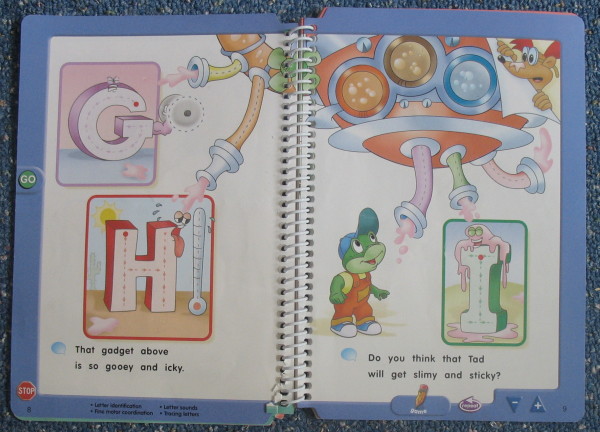 G
GO
H
That gadget above
is so gooey and icky.
STOP
8
• Letter identification
• Fine motor coordination
• Letter sounds
• Tracing letters
I
Do you think that Tad
will get slimy and sticky?
9